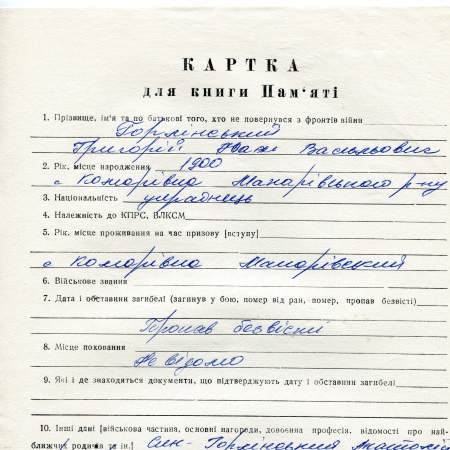 КАРТКА
для книги Пам‘яті
1. Прізвище, ім'я та по батькові того, хто не повернувся з фронтів війни
Гормінський
Григорій Іван Васильович
2. Рік, місце народження 1900
с Комарівка Макарівського р-ну
3. Національність українець
4. Належність до КПРС, ВЛКСМ
5. Рік, місце проживання на час призову [вступу]
с Комарівка Макарівский
6. Військове звання
7. Дата і обставини загибелі (загинув у бою, помер від ран, помер, пропав безвісті)
Пропав безвісти
8. Місце поховання
Не відомо
9. Які і де знаходяться документи, що підтверджують дату і обставини загибелі
10. Інші дані [військова частина, основні нагороди, довоєнна професія, відомості про най-
ближчих родичів та ін.] Син- Гормінський